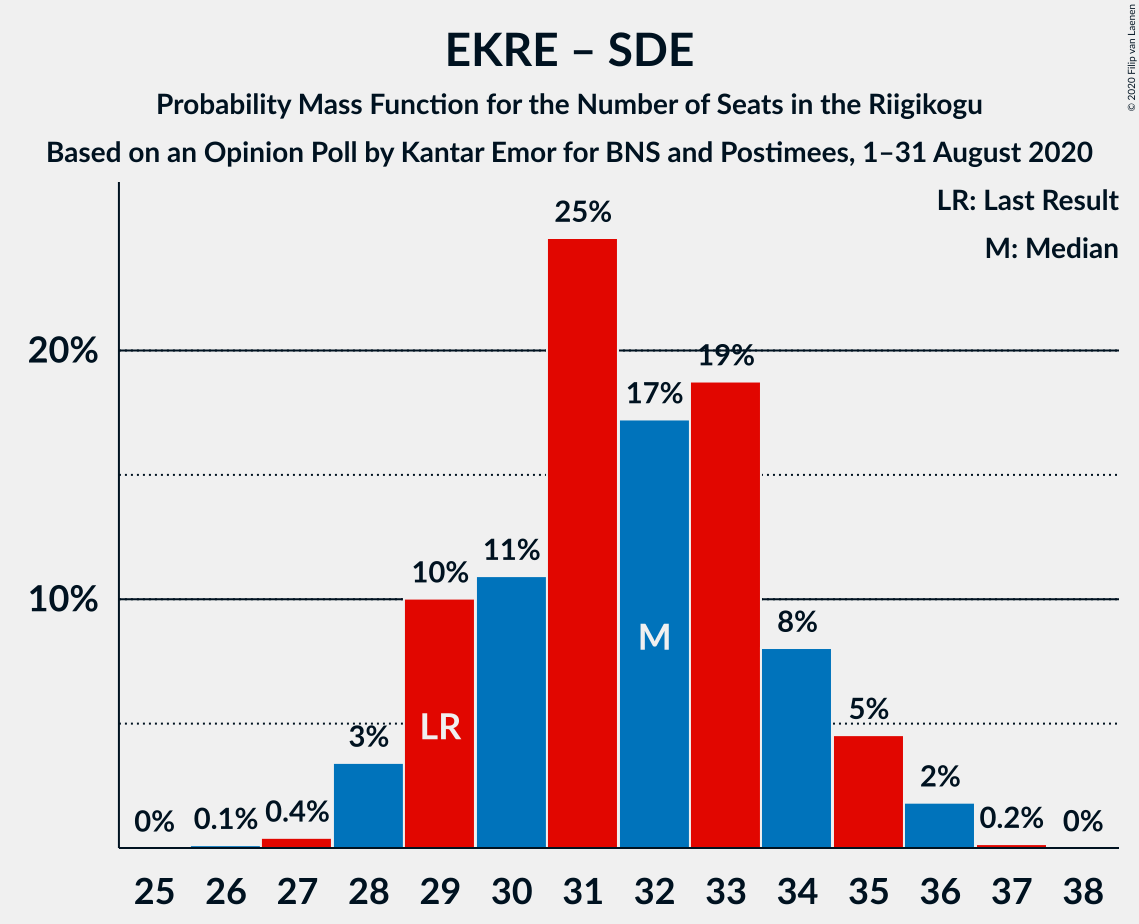 EKRE – SDE
Probability Mass Function for the Number of Seats in the Riigikogu
Based on an Opinion Poll by Kantar Emor for BNS and Postimees, 1–31 August 2020
© 2020 Filip van Laenen
LR: Last Result
M: Median
20%
10%
0%
0.1%
0.4%
3%
10%
11%
25%
17%
19%
8%
5%
2%
0.2%
0%
LR
M
25 26 27 28 29 30 31 32 33 34 35 36 37 38